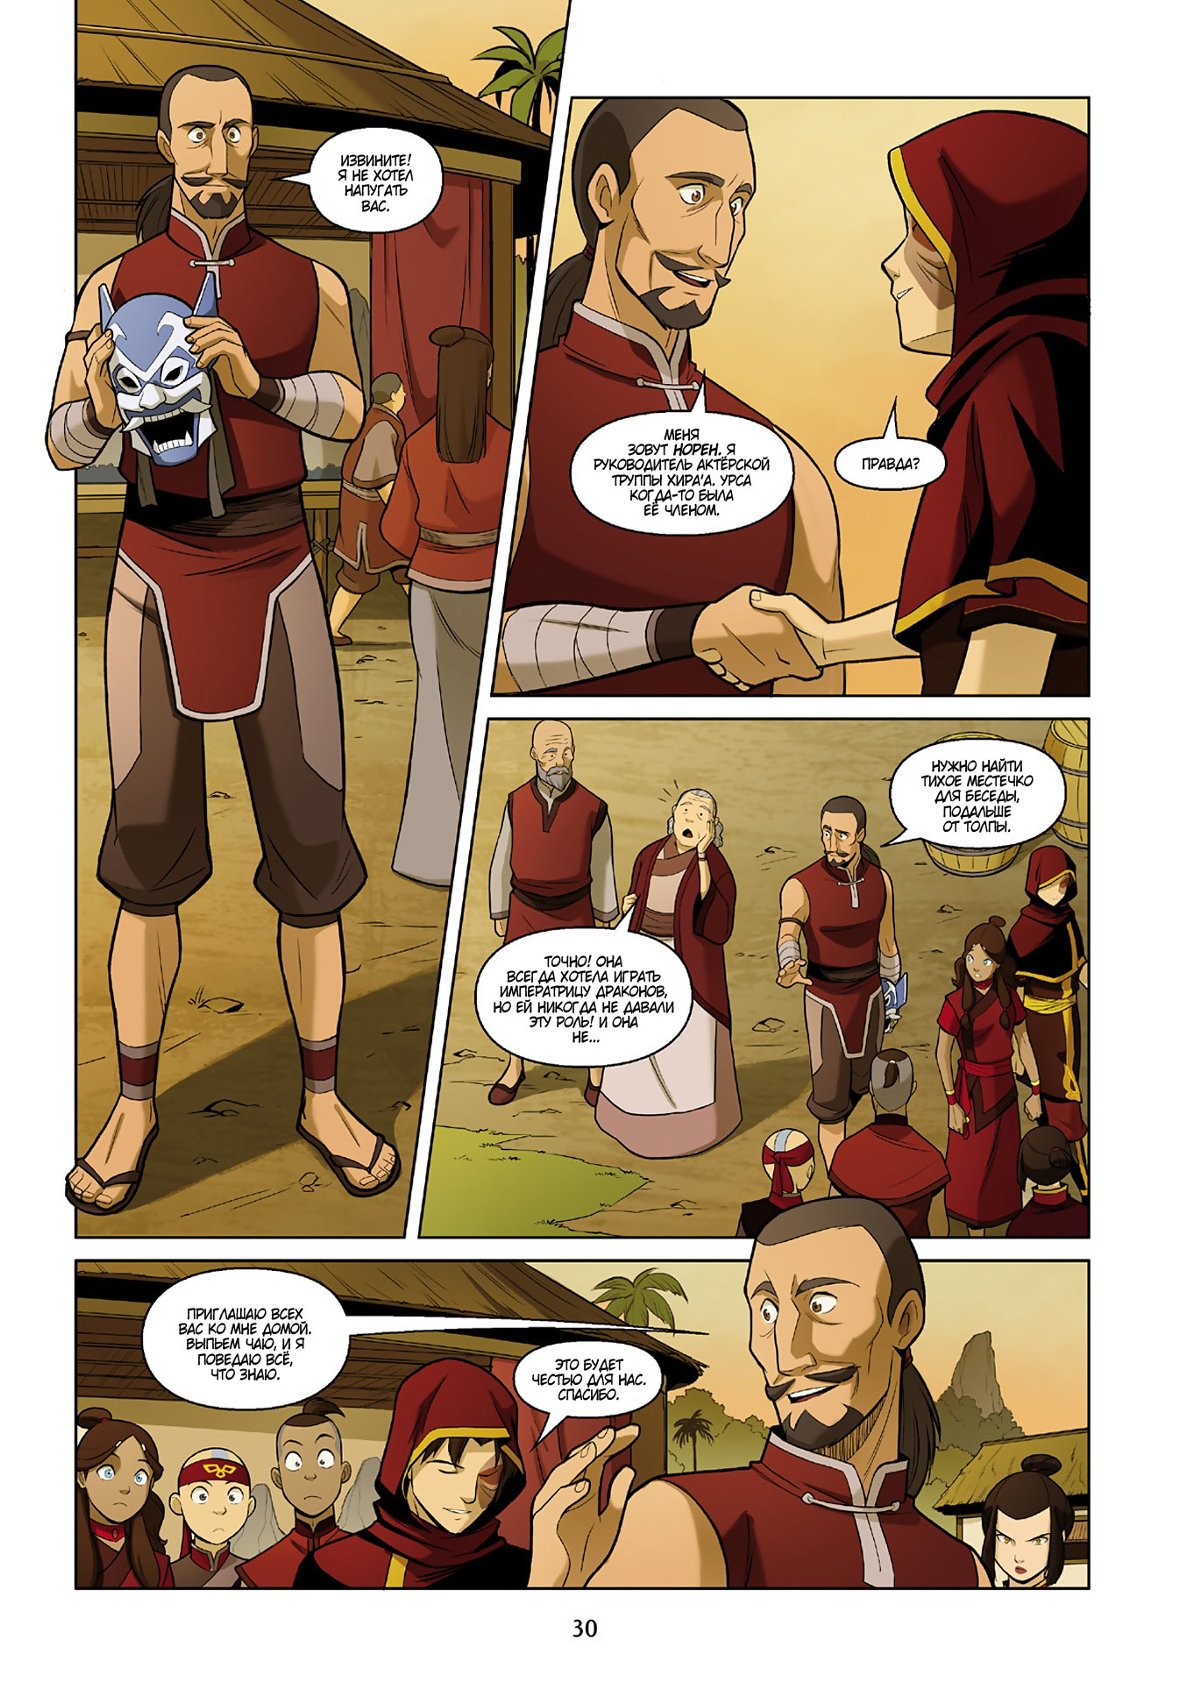 ИЗВИНИТЕ!
Я НЕ ХОТЕЛ
НАПУГАТЬ
ВАС.
МЕНЯ
ЗОВУТ НОРЕН. Я
РУКОВОДИТЕЛЬ АКТЁРСКОЙ
ТРУППЫ ХИРА'А. УРСА
КОГДА-ТО БЫЛА
ЕЁ ЧЛЕНОМ.
ПРАВДА?
ТОЧНО! ОНА
ВСЕГДА ХОТЕЛА ИГРАТЬ
ИМПЕРАТРИЦУ ДРАКОНОВ,
НО ЕЙ НИКОГДА НЕ ДАВАЛИ
ЭТУ РОЛЬ! И ОНА
НЕ...
НУЖНО НАЙТИ
ТИХОЕ МЕСТЕЧКО
ДЛЯ БЕСЕДЫ,
ПОДАЛЬШЕ
ОТ ТОЛПЫ.
ПРИГЛАШАЮ ВСЕХ
ВАС КО МНЕ ДОМОЙ.
ВЫПЬЕМ ЧАЮ, И Я
ПОВЕДАЮ ВСЁ,
ЧТО ЗНАЮ.
ЭТО БУДЕТ
ЧЕСТЬЮ ДЛЯ НАС.
СПАСИБО.
30